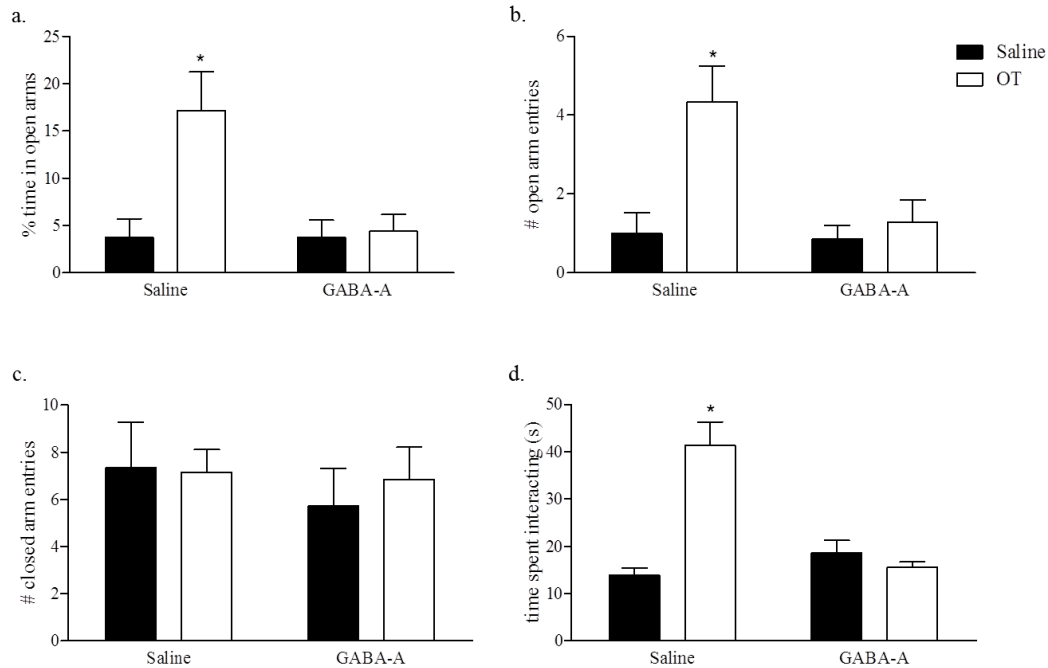 a.
25
20
15
10
5
0
% time in open arms
*
Saline
GABA-A
b.
6
4
2
0
# open arm entries
*
Saline
GABA-A
Saline
OT
c.
10
8
6
4
2
0
# closed arm entries
Saline
GABA-A
d.
50
40
30
20
10
0
time spent interacting (s)
*
Saline
GABA-A